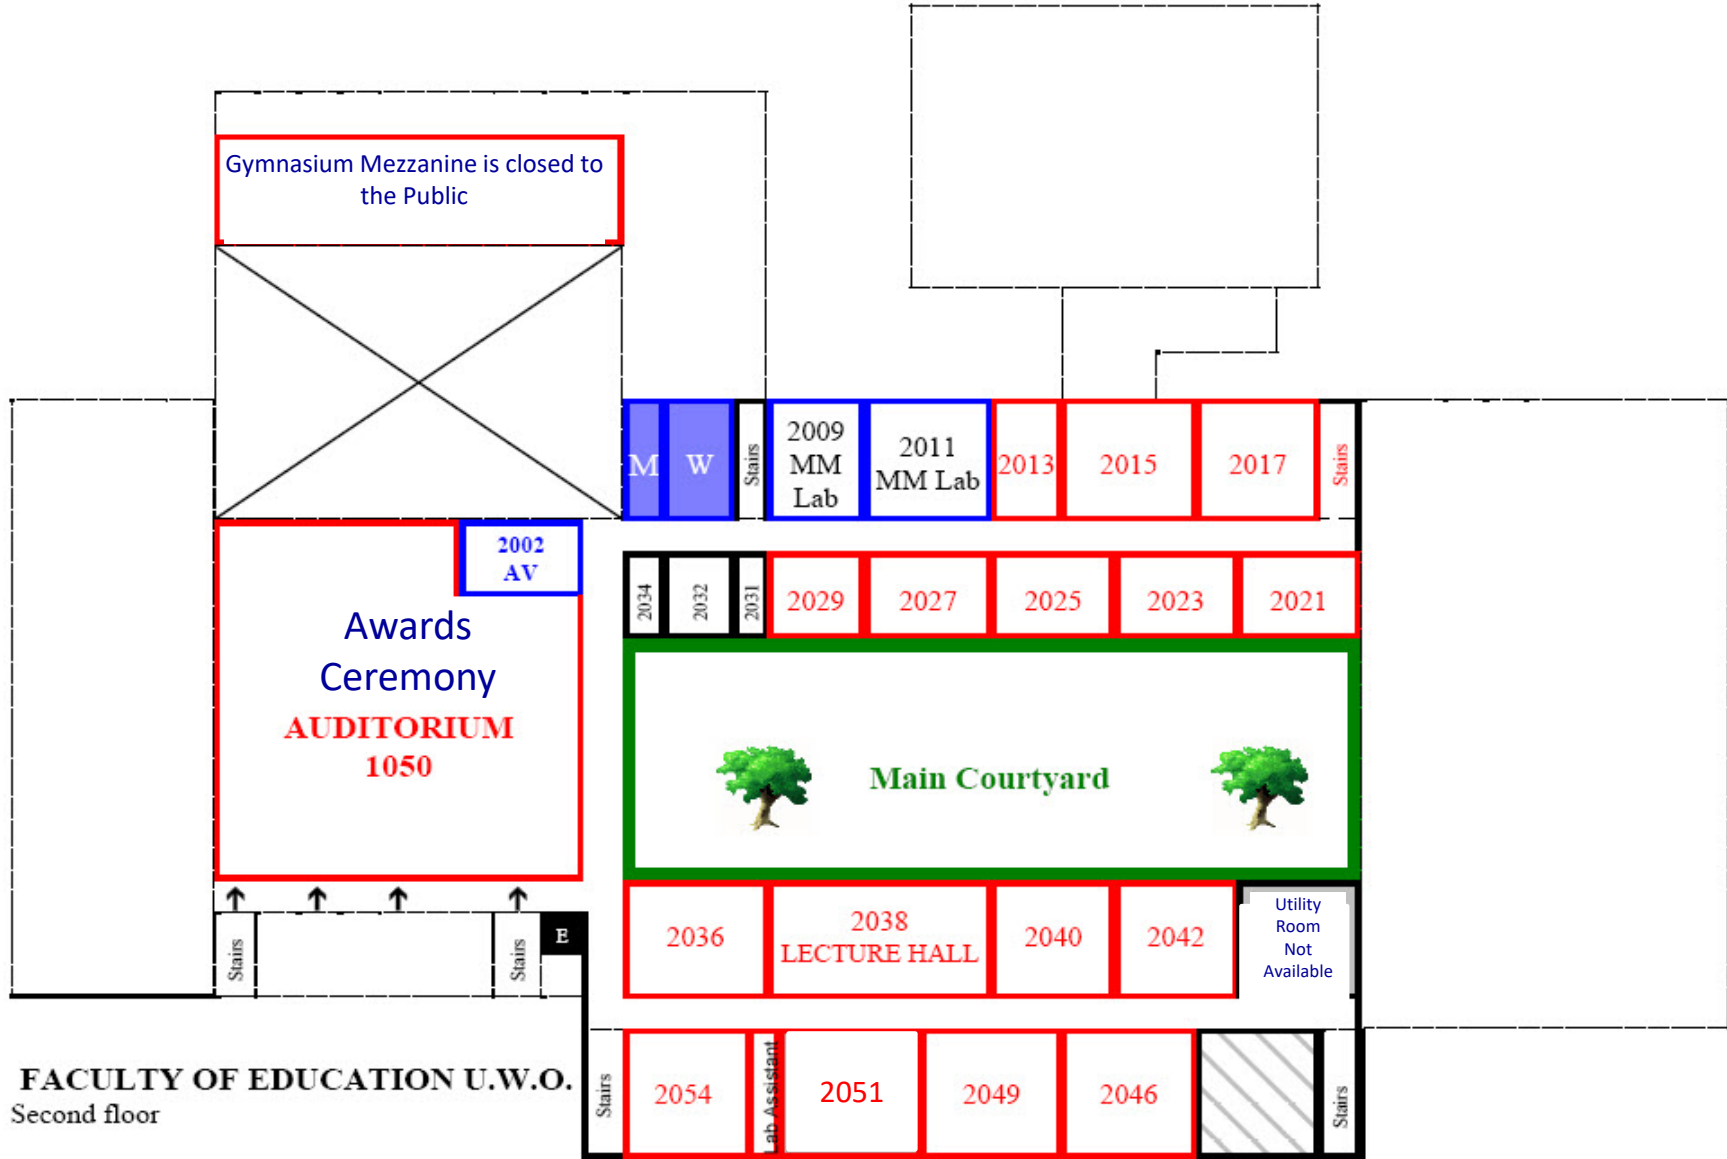 Gymnasium Mezzanine is closed to
the Public
M
W
Stairs
2009
MM
Lab
2011
MM Lab
2013
2015
2017
Stairs
2002
AV
2034
2032
2031
2029
2027
2025
2023
2021
Awards
Ceremony
AUDITORIUM
1050
Main Courtyard
Stairs
Stairs
E
2036
2038
LECTURE HALL
2040
2042
Utility
Room
Not
Available
FACULTY OF EDUCATION U.W.O.
Second floor
Stairs
2054
Lab Assistant
2051
2049
2046
Stairs